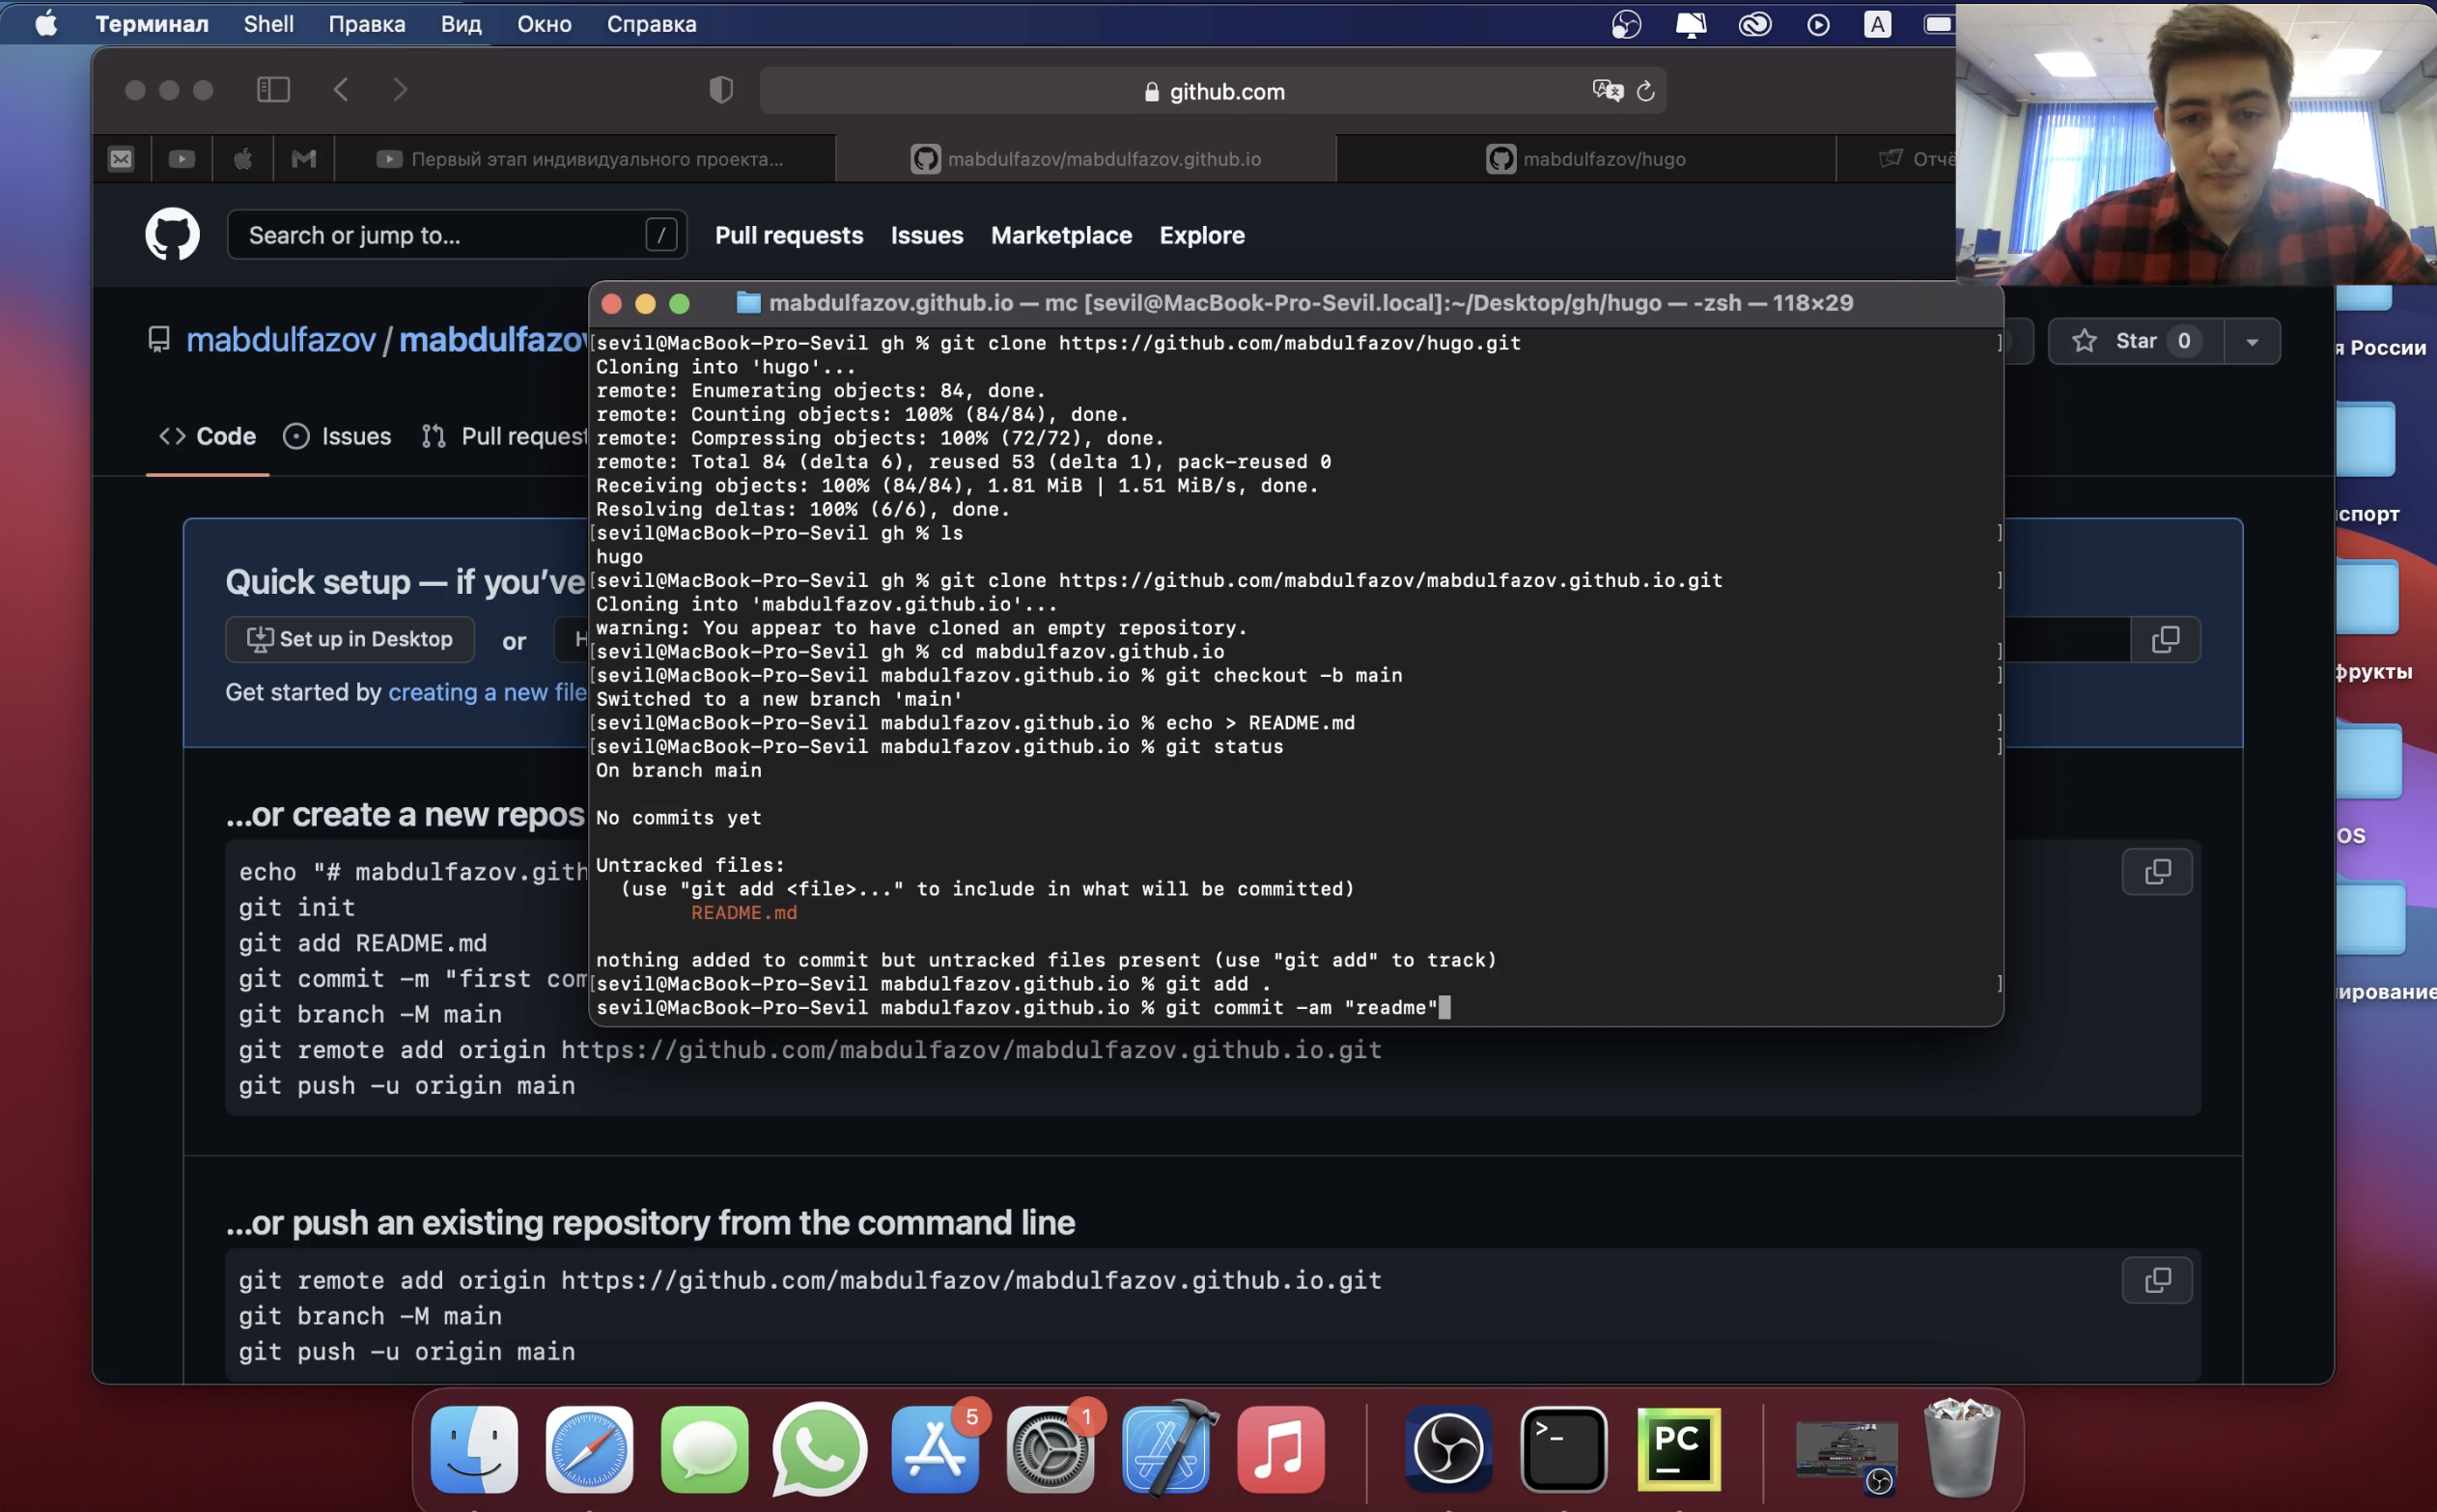 Терминал Shell Правка Вид Окно Справка
A
github.com
Первый этап индивидуального проекта...
mabdulfazov/mabdulfazov.github.io
mabdulfazov/hugo
Отчё
Search or jump to...
/
Pull requests Issues Marketplace Explore
mabdulfazov / mabdulfazov
Star 0
Code Issues Pull request
Quick setup — if you've
Set up in Desktop or H
Get started by creating a new file
...or create a new repos
echo "# mabdulfazov.gith
git init
git add README.md
git commit -m "first com
git branch -M main
git remote add origin https://github.com/mabdulfazov/mabdulfazov.github.io.git
git push -u origin main
...or push an existing repository from the command line
git remote add origin https://github.com/mabdulfazov/mabdulfazov.github.io.git
git branch -M main
git push -u origin main
mabdulfazov.github.io — mc [sevil@MacBook-Pro-Sevil.local]:~/Desktop/gh/hugo — -zsh — 118×29
[sevil@MacBook-Pro-Sevil gh % git clone https://github.com/mabdulfazov/hugo.git ]
Cloning into 'hugo'...
remote: Enumerating objects: 84, done.
remote: Counting objects: 100% (84/84), done.
remote: Compressing objects: 100% (72/72), done.
remote: Total 84 (delta 6), reused 53 (delta 1), pack-reused 0
Receiving objects: 100% (84/84), 1.81 MiB | 1.51 MiB/s, done.
Resolving deltas: 100% (6/6), done.
[sevil@MacBook-Pro-Sevil gh % ls ]
hugo
[sevil@MacBook-Pro-Sevil gh % git clone https://github.com/mabdulfazov/mabdulfazov.github.io.git ]
Cloning into 'mabdulfazov.github.io'...
warning: You appear to have cloned an empty repository.
[sevil@MacBook-Pro-Sevil gh % cd mabdulfazov.github.io ]
[sevil@MacBook-Pro-Sevil mabdulfazov.github.io % git checkout -b main ]
Switched to a new branch 'main'
[sevil@MacBook-Pro-Sevil mabdulfazov.github.io % echo > README.md ]
[sevil@MacBook-Pro-Sevil mabdulfazov.github.io % git status ]
On branch main
No commits yet
Untracked files:
(use "git add <file>..." to include in what will be committed)
README.md
nothing added to commit but untracked files present (use "git add" to track)
[sevil@MacBook-Pro-Sevil mabdulfazov.github.io % git add . ]
sevil@MacBook-Pro-Sevil mabdulfazov.github.io % git commit -am "readme"
я России
спорт
фрукты
OS
ирование
5
1
PC